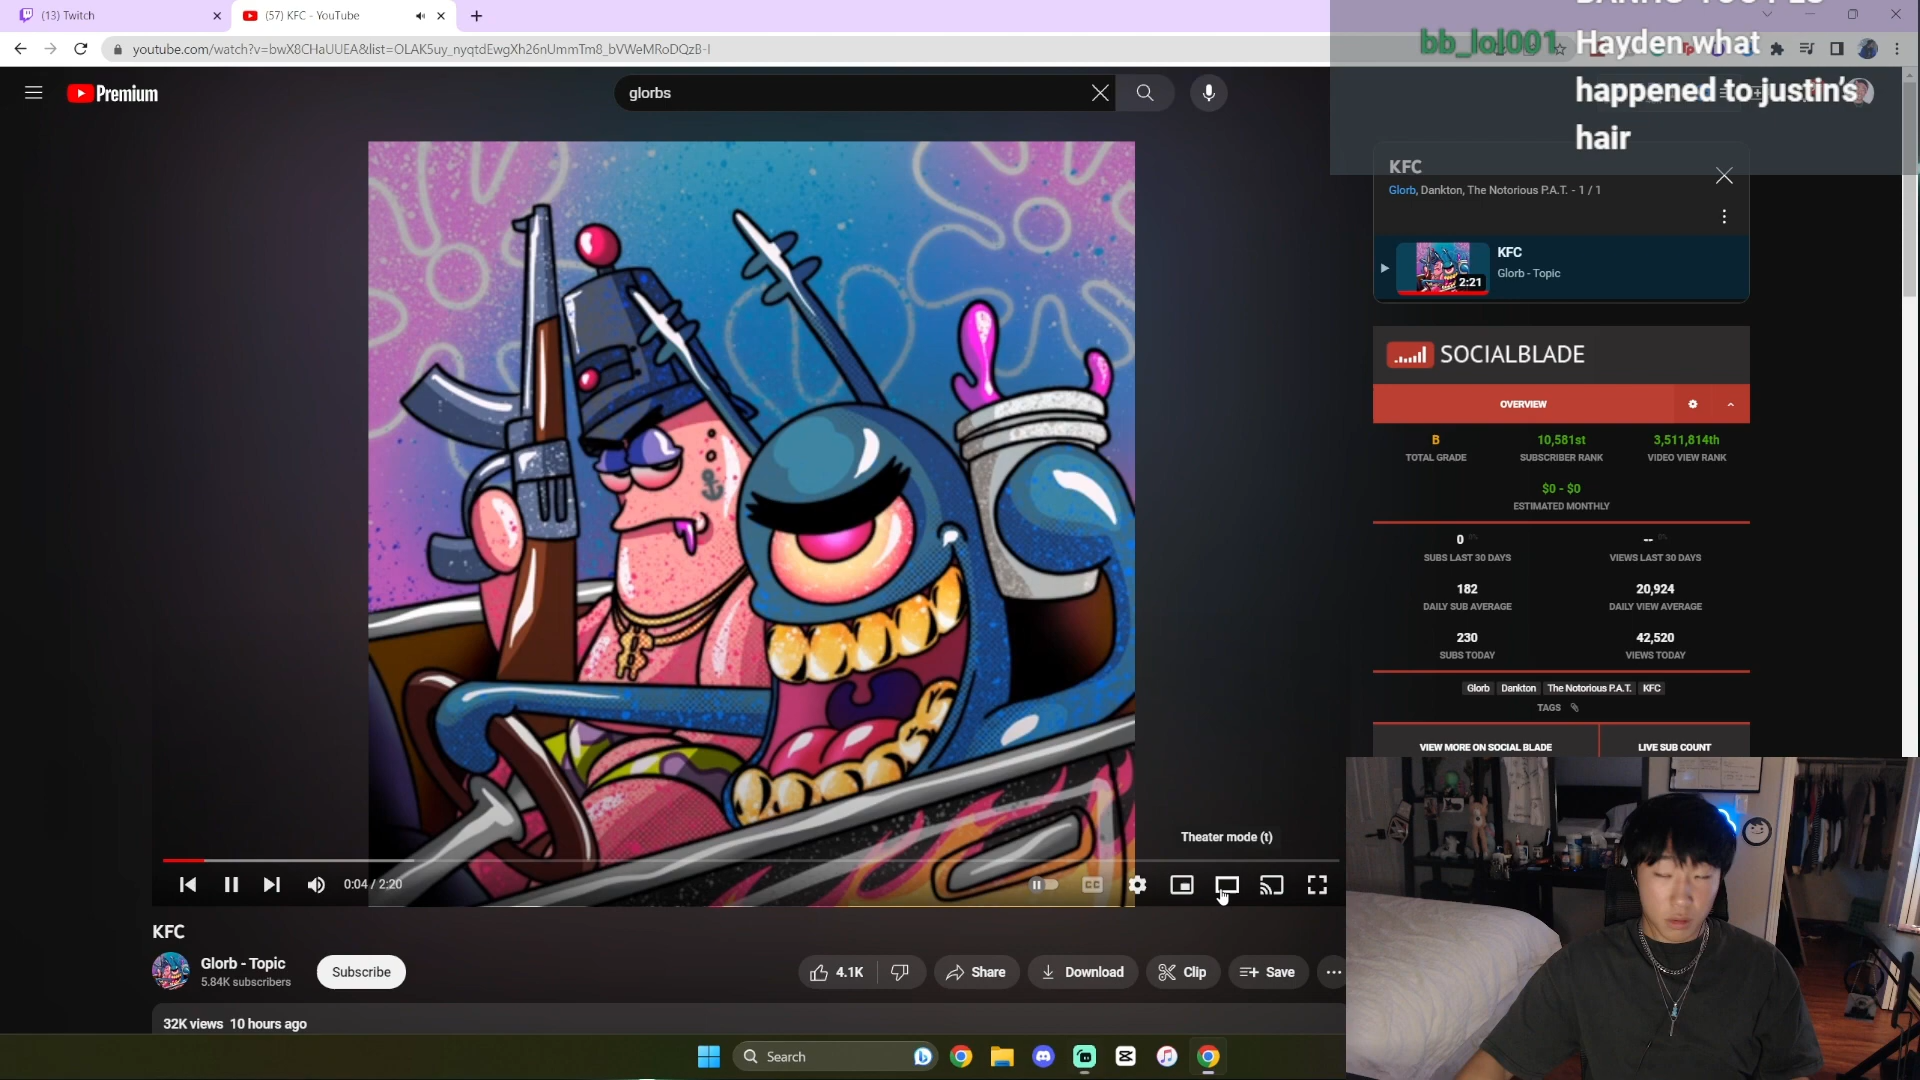 (13) Twitch
(57) KFC - YouTube
youtube.com/watch?v=bwX8CHaUUEA&list=OLAK5uy_nyqtdEwgXh26nUmmTm8_bVWeMRoDQzB-I
bb_lol001
Hayden what
happened to justin's
hair
Premium
glorbs
KFC
Glorb, Dankton, The Notorious P.A.T. - 1 / 1
KFC
Glorb - Topic
2:21
SOCIALBLADE
OVERVIEW
B
10,581st
3,511,814th
TOTAL GRADE
SUBSCRIBER RANK
VIDEO VIEW RANK
$0 - $0
ESTIMATED MONTHLY
0
--
SUBS LAST 30 DAYS
VIEWS LAST 30 DAYS
182
20,924
DAILY SUB AVERAGE
DAILY VIEW AVERAGE
230
42,520
SUBS TODAY
VIEWS TODAY
Glorb
Dankton
The Notorious P.A.T.
KFC
TAGS
VIEW MORE ON SOCIAL BLADE
LIVE SUB COUNT
Theater mode (t)
0:04 / 2:20
CC
KFC
Glorb - Topic
5.84K subscribers
Subscribe
4.1K
Share
Download
Clip
Save
32K views 10 hours ago
Search